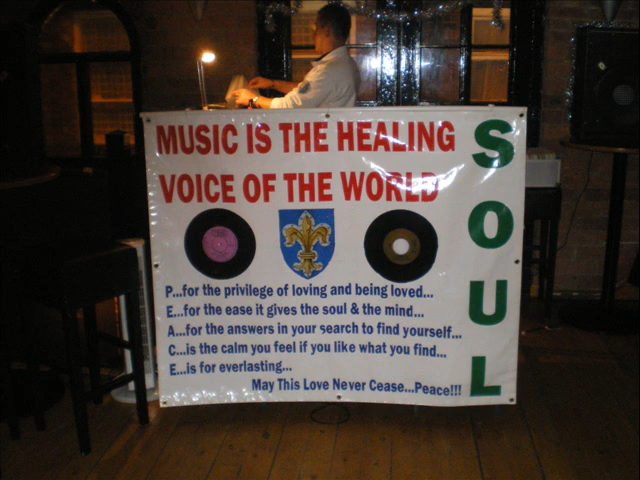 MUSIC IS THE HEALING
VOICE OF THE WORLD
SOUL
P...for the privilege of loving and being loved...
E...for the ease it gives the soul & the mind...
A...for the answers in your search to find yourself...
C...is the calm you feel if you like what you find...
E...is for everlasting...
May This Love Never Cease...Peace!!!